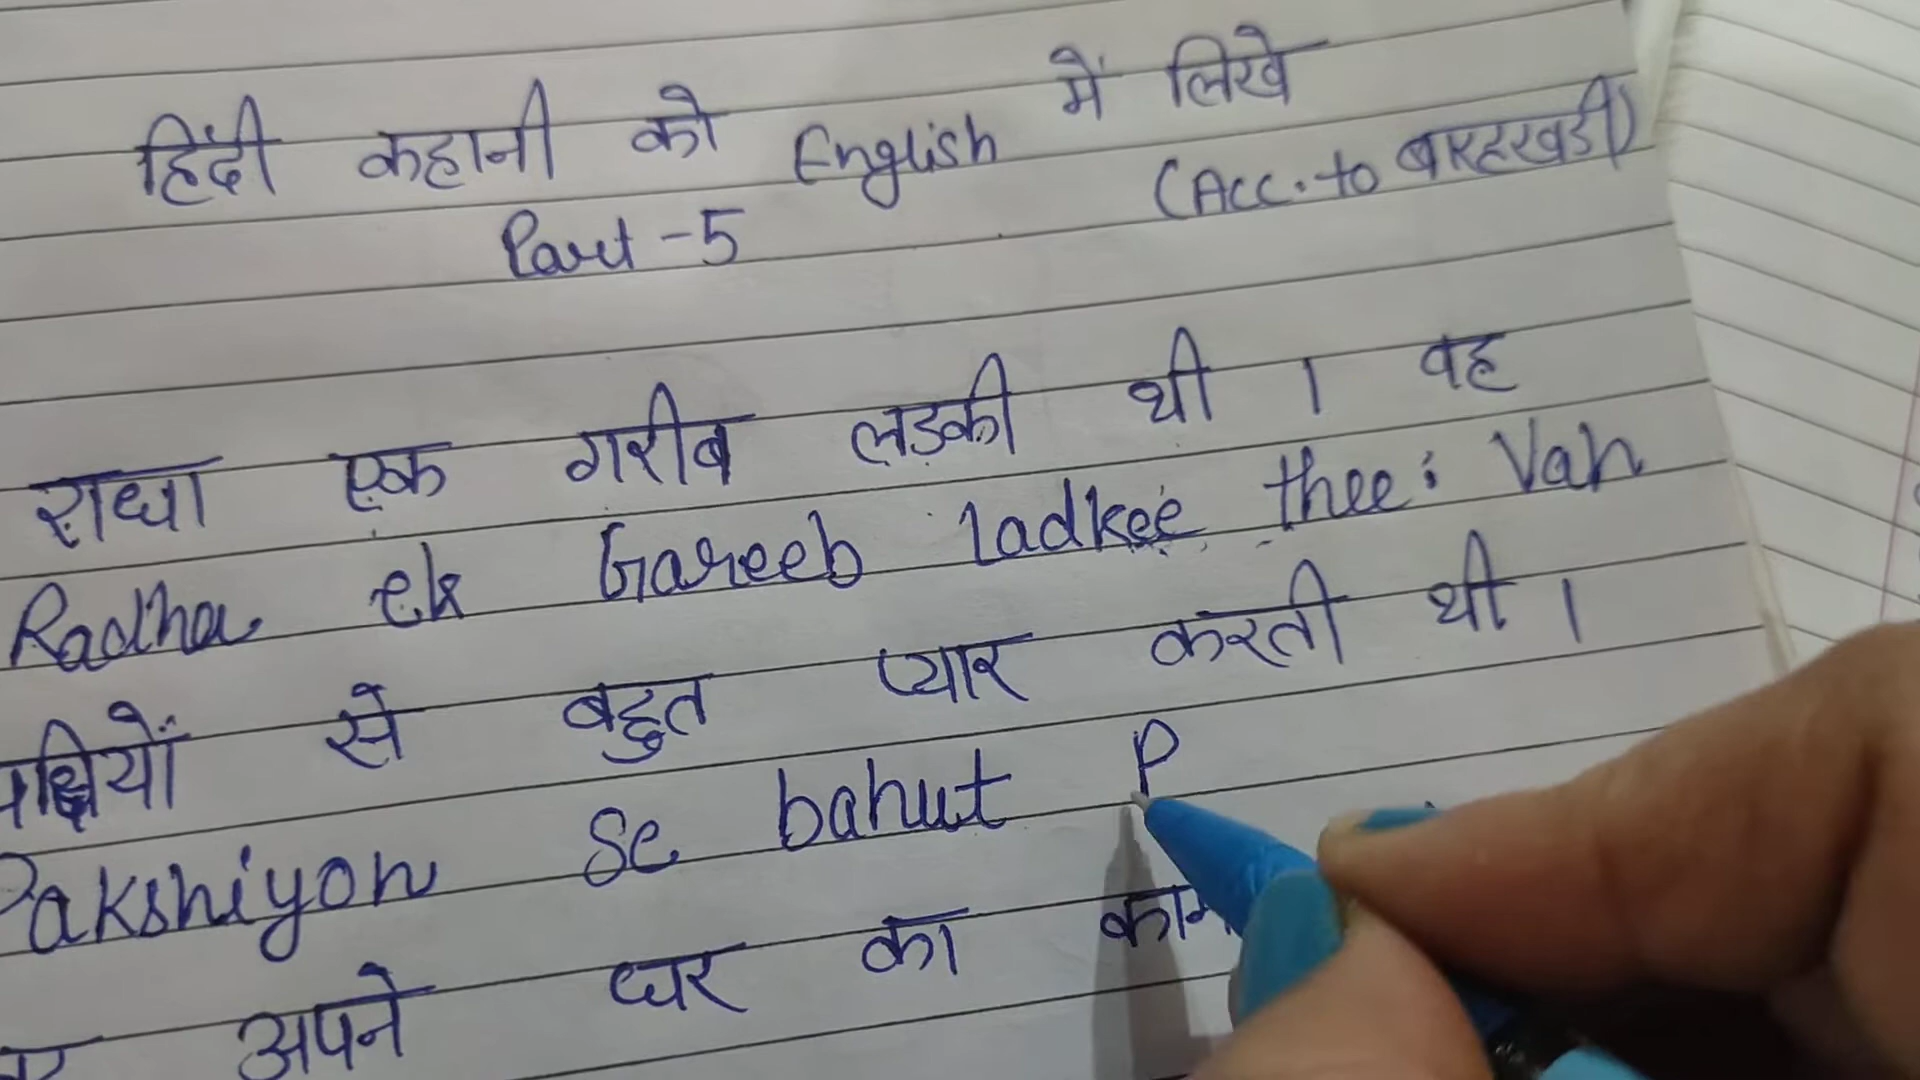 हिंदी कहानी को English में लिखे
Part -5 (Acc. to बारहखडी)
राधा एक गरीब लड़की थी । वह
Radha ek Gareeb ladkee thee: Vah
पक्षियों से बहुत प्यार करती थी ।
Pakshiyon se bahut P
अपने घर का काम